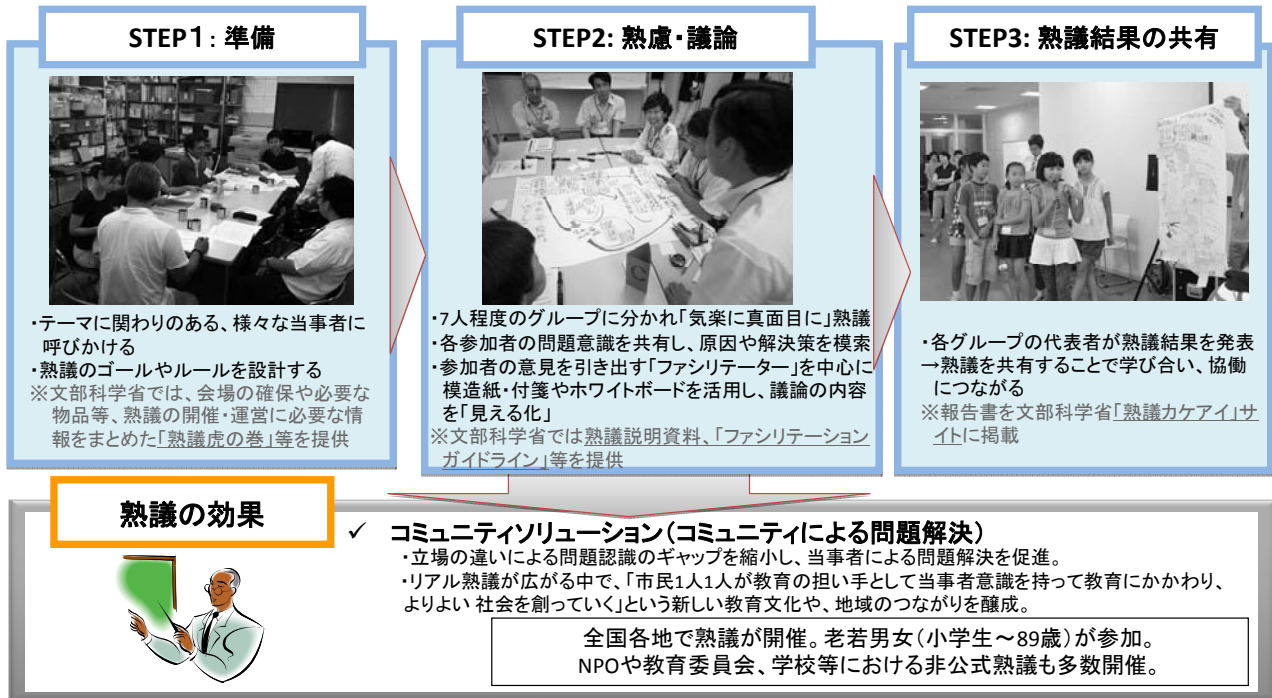 STEP1：準備
・テーマに関わりのある、様々な当事者に
呼びかける
・熟議のゴールやルールを設計する
※文部科学省では、会場の確保や必要な
物品等、熟議の開催・運営に必要な情
報をまとめた「熟議虎の巻」等を提供
STEP2: 熟慮・議論
・7人程度のグループに分かれ「気楽に真面目に」熟議
・各参加者の問題意識を共有し、原因や解決策を模索
・参加者の意見を引き出す「ファシリテーター」を中心に
模造紙・付箋やホワイトボードを活用し、議論の内容
を「見える化」
※文部科学省では熟議説明資料、「ファシリテーション
ガイドライン」等を提供
STEP3: 熟議結果の共有
・各グループの代表者が熟議結果を発表
→熟議を共有することで学び合い、協働
につながる
※報告書を文部科学省「熟議カケアイ」サ
イトに掲載
熟議の効果
✓ コミュニティソリューション（コミュニティによる問題解決）
・立場の違いによる問題認識のギャップを縮小し、当事者による問題解決を促進。
・リアル熟議が広がる中で、「市民1人1人が教育の担い手として当事者意識を持って教育にかかわり、
よりよい 社会を創っていく」という新しい教育文化や、地域のつながりを醸成。
全国各地で熟議が開催。老若男女（小学生～89歳）が参加。
NPOや教育委員会、学校等における非公式熟議も多数開催。